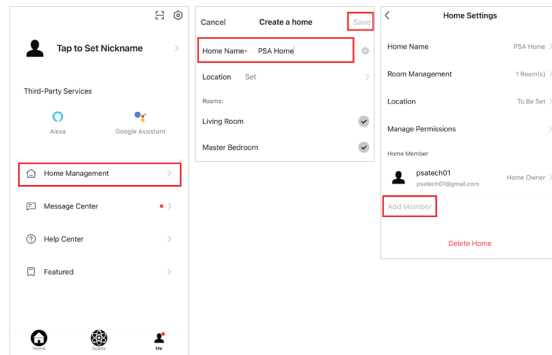 Tap to Set Nickname
Third-Party Services
Alexa
Google Assistant
Home Management
Message Center
Help Center
Featured
Home
Scene
Me
Cancel
Create a home
Save
Home Name*
PSA Home
Location
Set
Rooms:
Living Room
Master Bedroom
Home Settings
Home Name
PSA Home
Room Management
1 Room(s)
Location
To Be Set
Manage Permissions
Home Member
psatech01
psatech01@gmail.com
Home Owner
Add Member
Delete Home